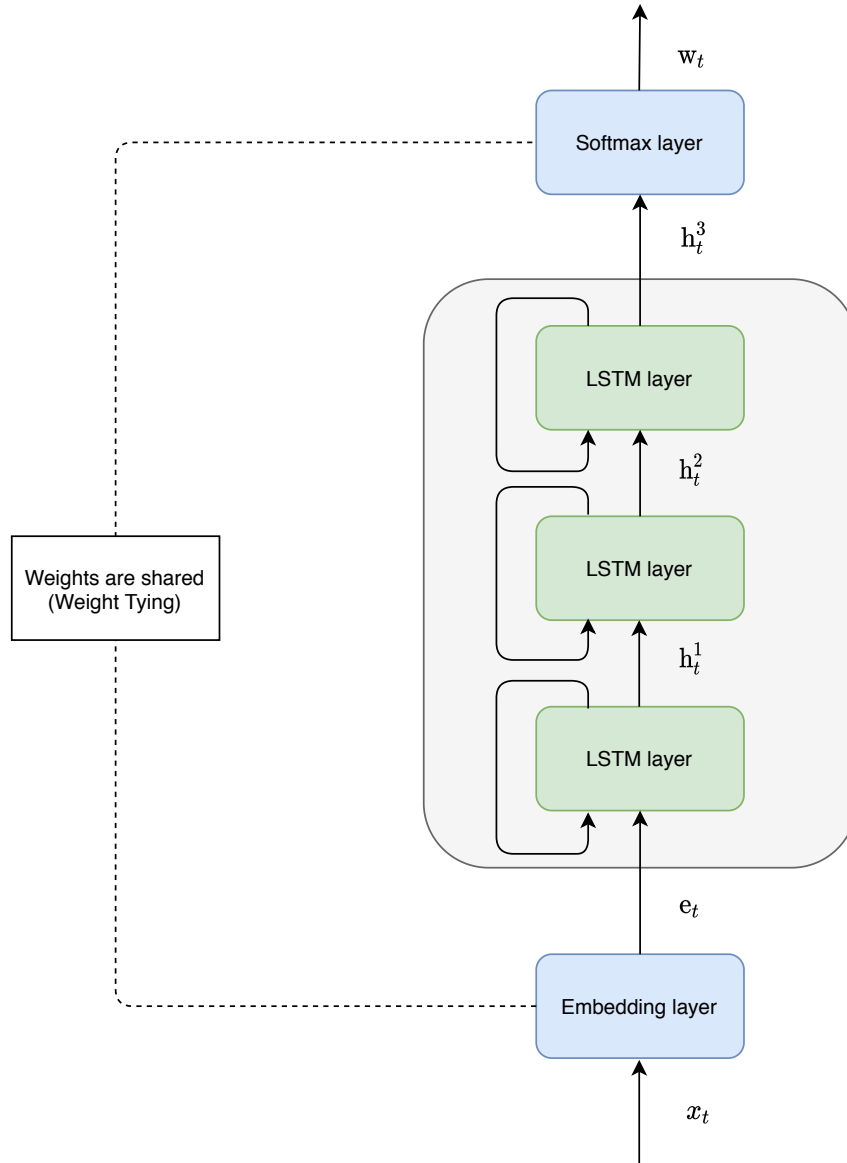 w_t
Softmax layer
h_t^3
LSTM layer
h_t^2
LSTM layer
Weights are shared
(Weight Tying)
h_t^1
LSTM layer
e_t
Embedding layer
x_t